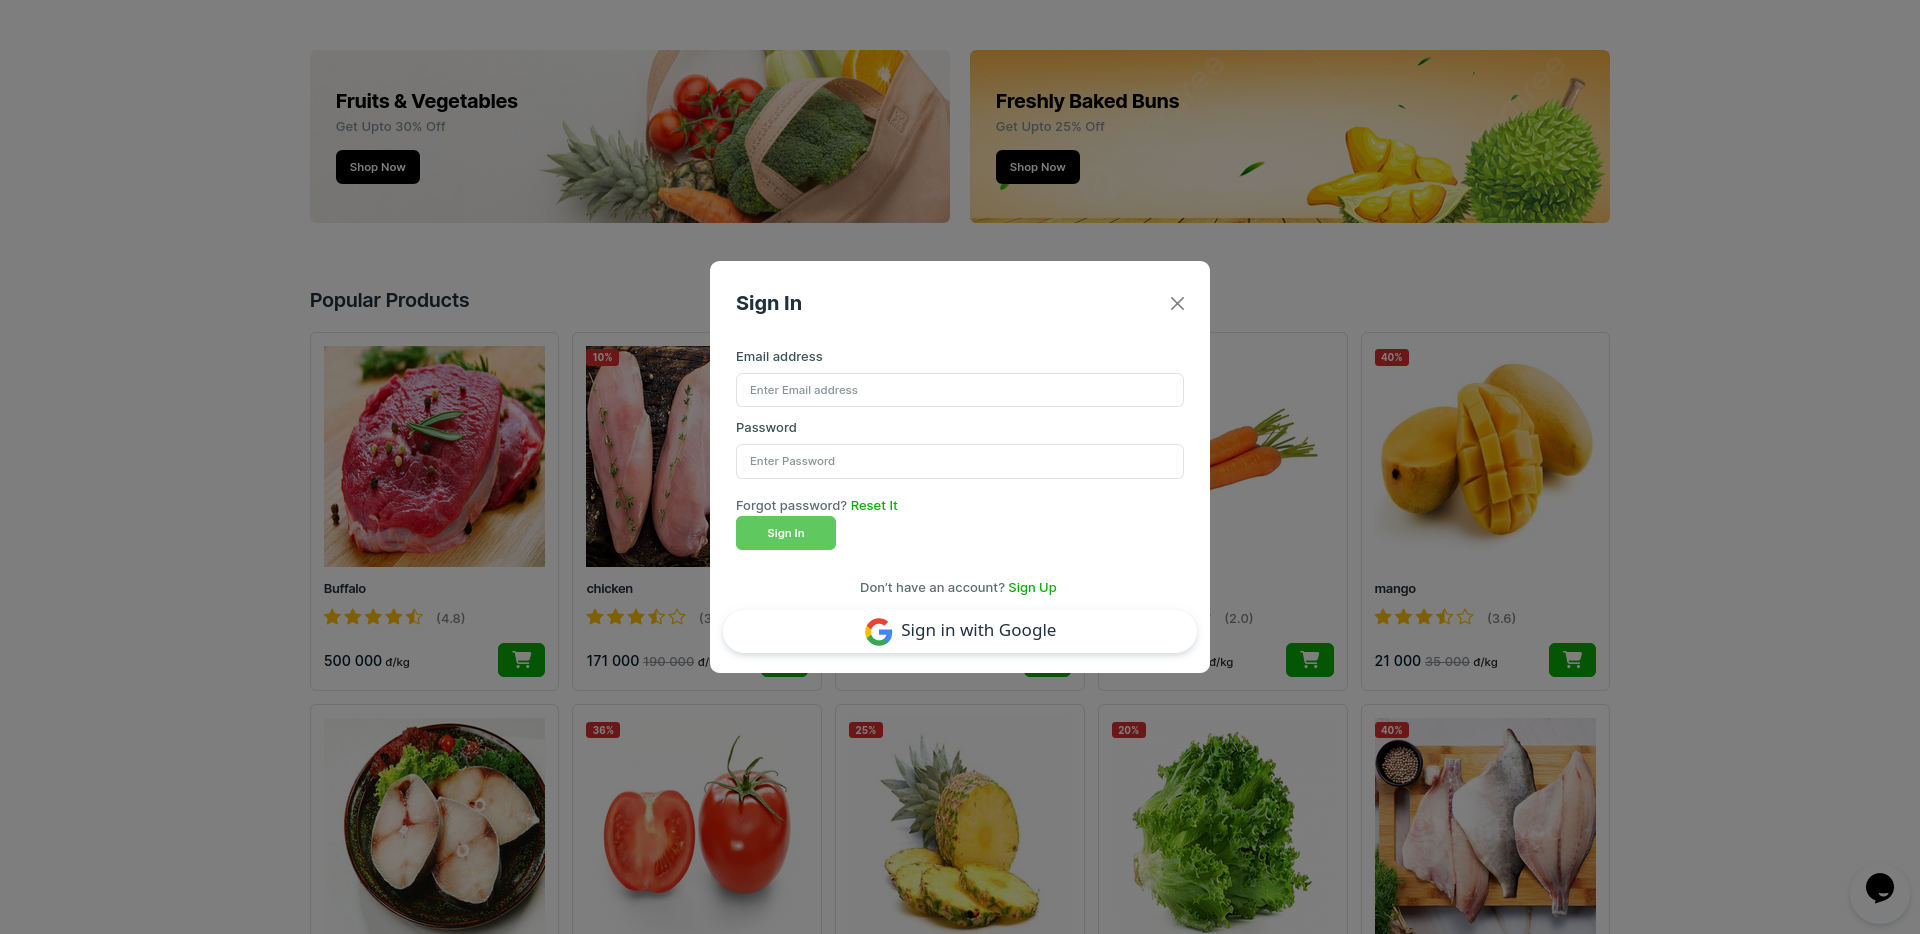 Fruits & Vegetables
Get Upto 30% Off
Shop Now
Freshly Baked Buns
Get Upto 25% Off
Shop Now
Popular Products
Sign In
Email address
Enter Email address
Password
Enter Password
Forgot password? Reset It
Sign In
Don't have an account? Sign Up
Sign in with Google
Buffalo
(4.8)
500 000 đ/kg
10%
chicken
(3
171 000 190 000 đ/
(2.0)
đ/kg
40%
mango
(3.6)
21 000 35 000 đ/kg
36%
25%
20%
40%